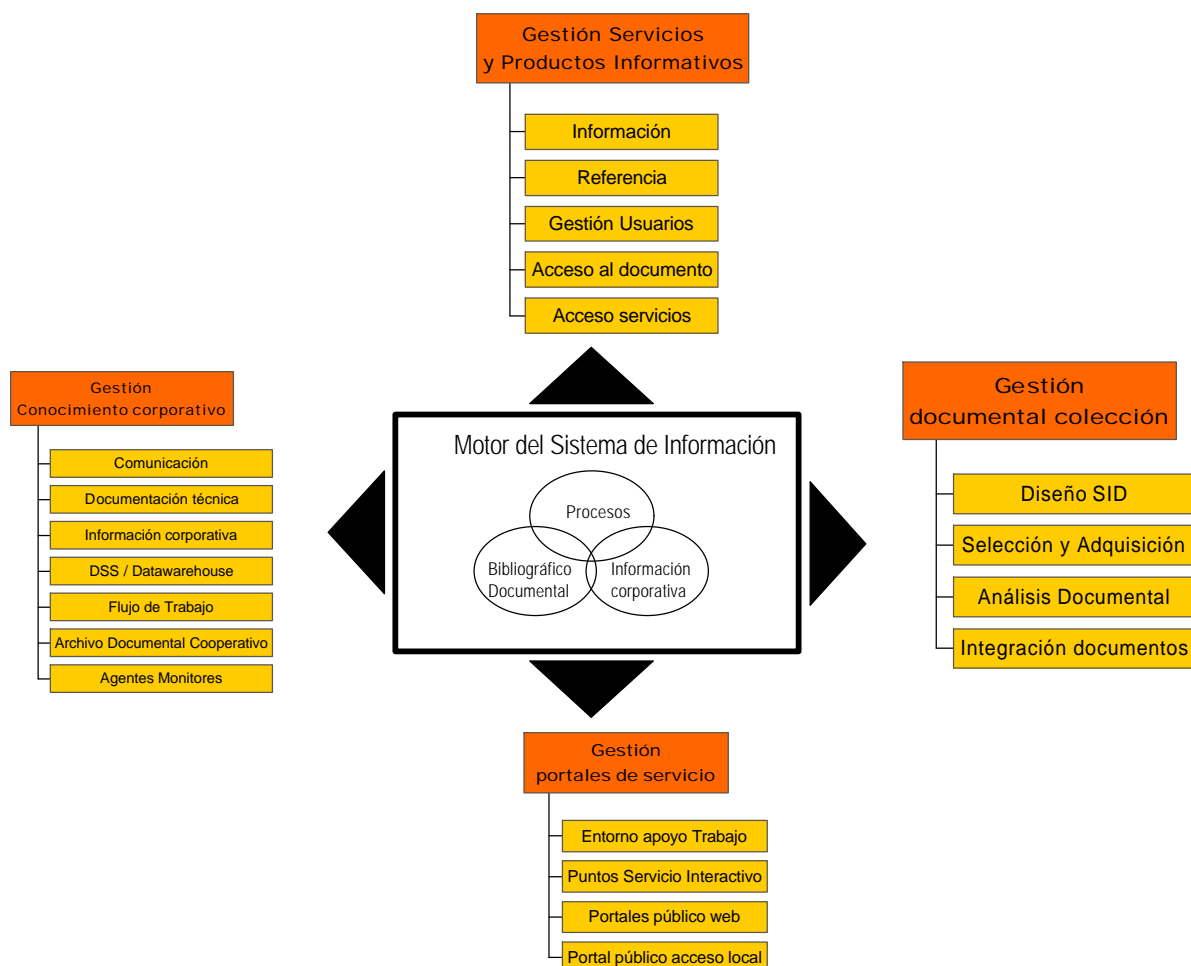 Gestión Servicios
y Productos Informativos
Información
Referencia
Gestión Usuarios
Acceso al documento
Acceso servicios
Gestión
Conocimiento corporativo
Comunicación
Documentación técnica
Información corporativa
DSS / Datawarehouse
Flujo de Trabajo
Archivo Documental Cooperativo
Agentes Monitores
Motor del Sistema de Información
Procesos
Bibliográfico
Documental
Información
corporativa
Gestión
documental colección
Diseño SID
Selección y Adquisición
Análisis Documental
Integración documentos
Gestión
portales de servicio
Entorno apoyo Trabajo
Puntos Servicio Interactivo
Portales público web
Portal público acceso local